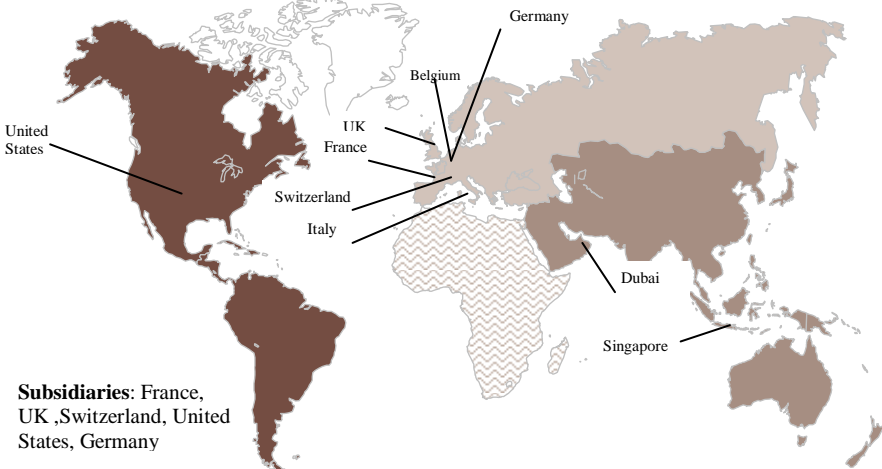 Germany
Belgium
UK
France
United
States
Switzerland
Italy
Dubai
Singapore
Subsidiaries: France,
UK ,Switzerland, United
States, Germany